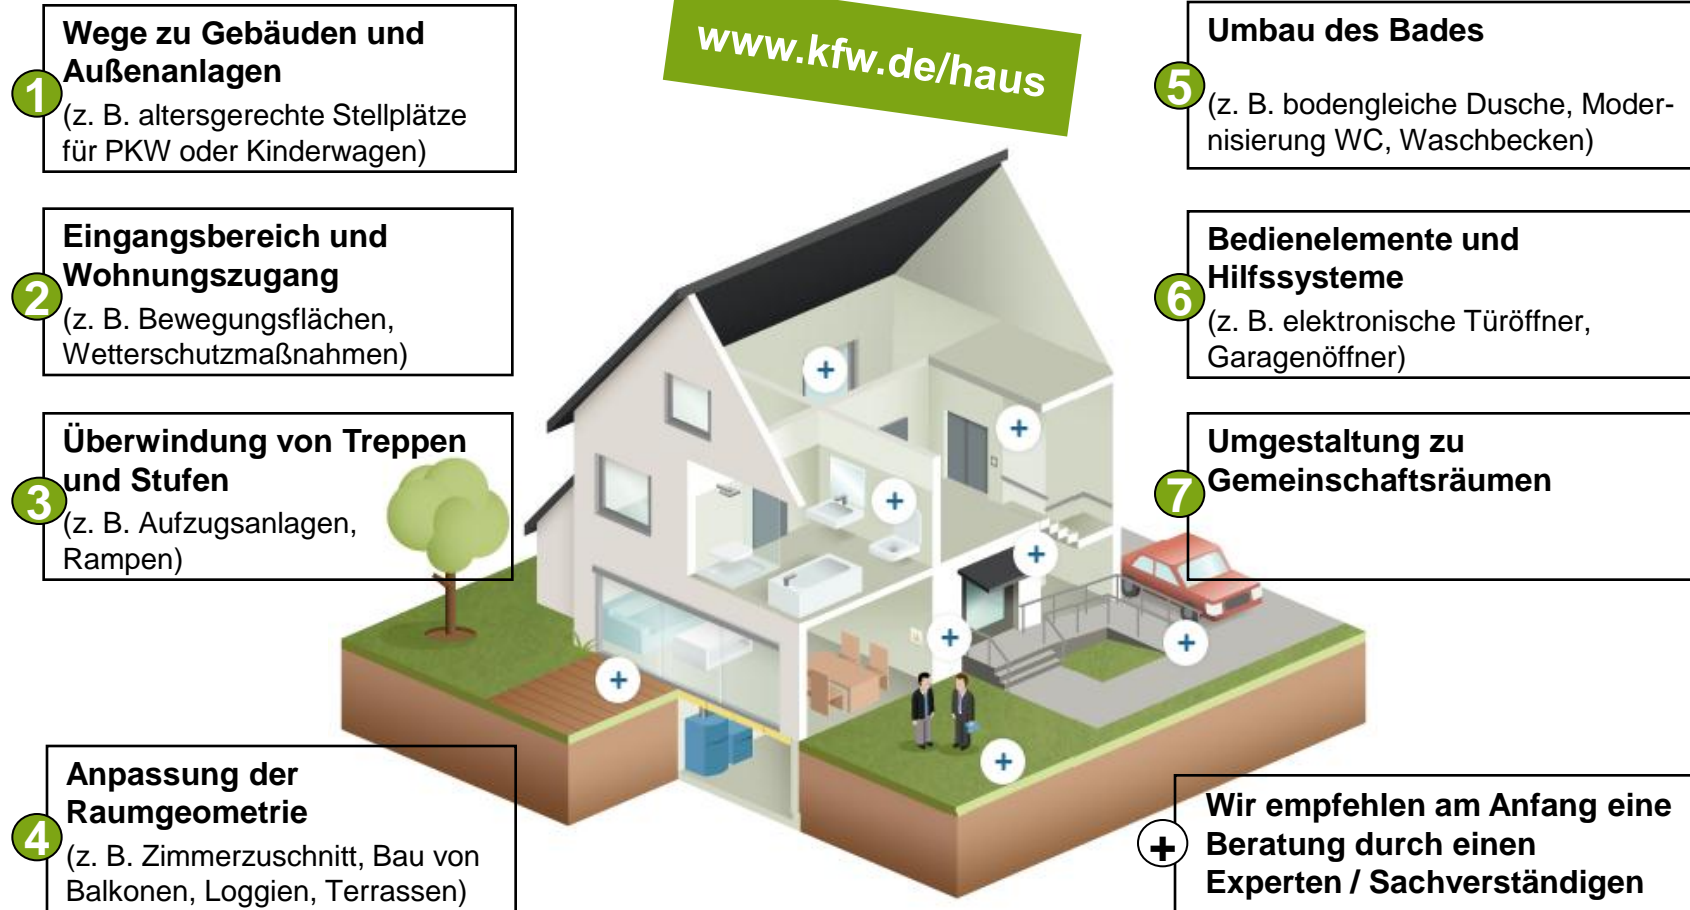 1
Wege zu Gebäuden und
Außenanlagen
(z. B. altersgerechte Stellplätze
für PKW oder Kinderwagen)
2
Eingangsbereich und
Wohnungszugang
(z. B. Bewegungsflächen,
Wetterschutzmaßnahmen)
3
Überwindung von Treppen
und Stufen
(z. B. Aufzugsanlagen,
Rampen)
4
Anpassung der
Raumgeometrie
(z. B. Zimmerzuschnitt, Bau von
Balkonen, Loggien, Terrassen)
www.kfw.de/haus
5
Umbau des Bades
(z. B. bodengleiche Dusche, Moder-
nisierung WC, Waschbecken)
6
Bedienelemente und
Hilfssysteme
(z. B. elektronische Türöffner,
Garagenöffner)
7
Umgestaltung zu
Gemeinschaftsräumen
+
Wir empfehlen am Anfang eine
Beratung durch einen
Experten / Sachverständigen